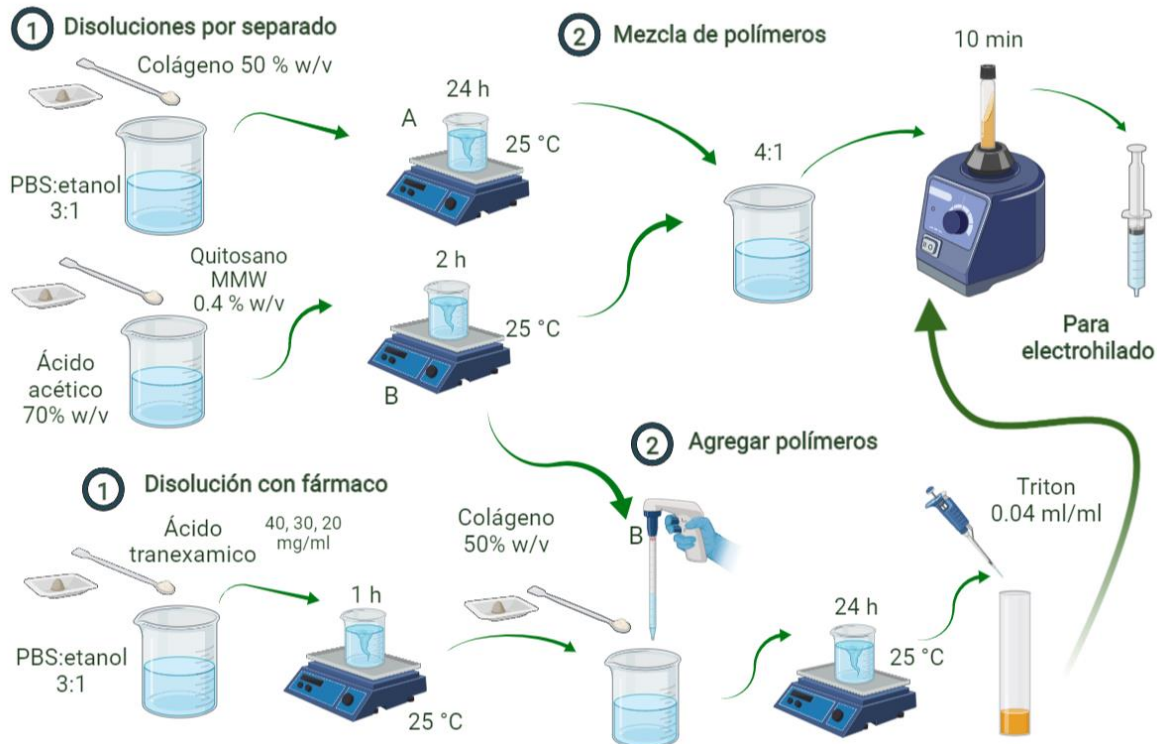 1 Disoluciones por separado
Colágeno 50 % w/v
PBS:etanol
3:1
A
24 h
25 °C
Quitosano
MMW
0.4 % w/v
Ácido
acético
70% w/v
2 h
25 °C
B
2 Mezcla de polímeros
4:1
10 min
Para
electrohilado
1 Disolución con fármaco
Ácido
tranexamico
40, 30, 20
mg/ml
PBS:etanol
3:1
1 h
25 °C
2 Agregar polímeros
Colágeno
50% w/v
B
24 h
25 °C
Triton
0.04 ml/ml